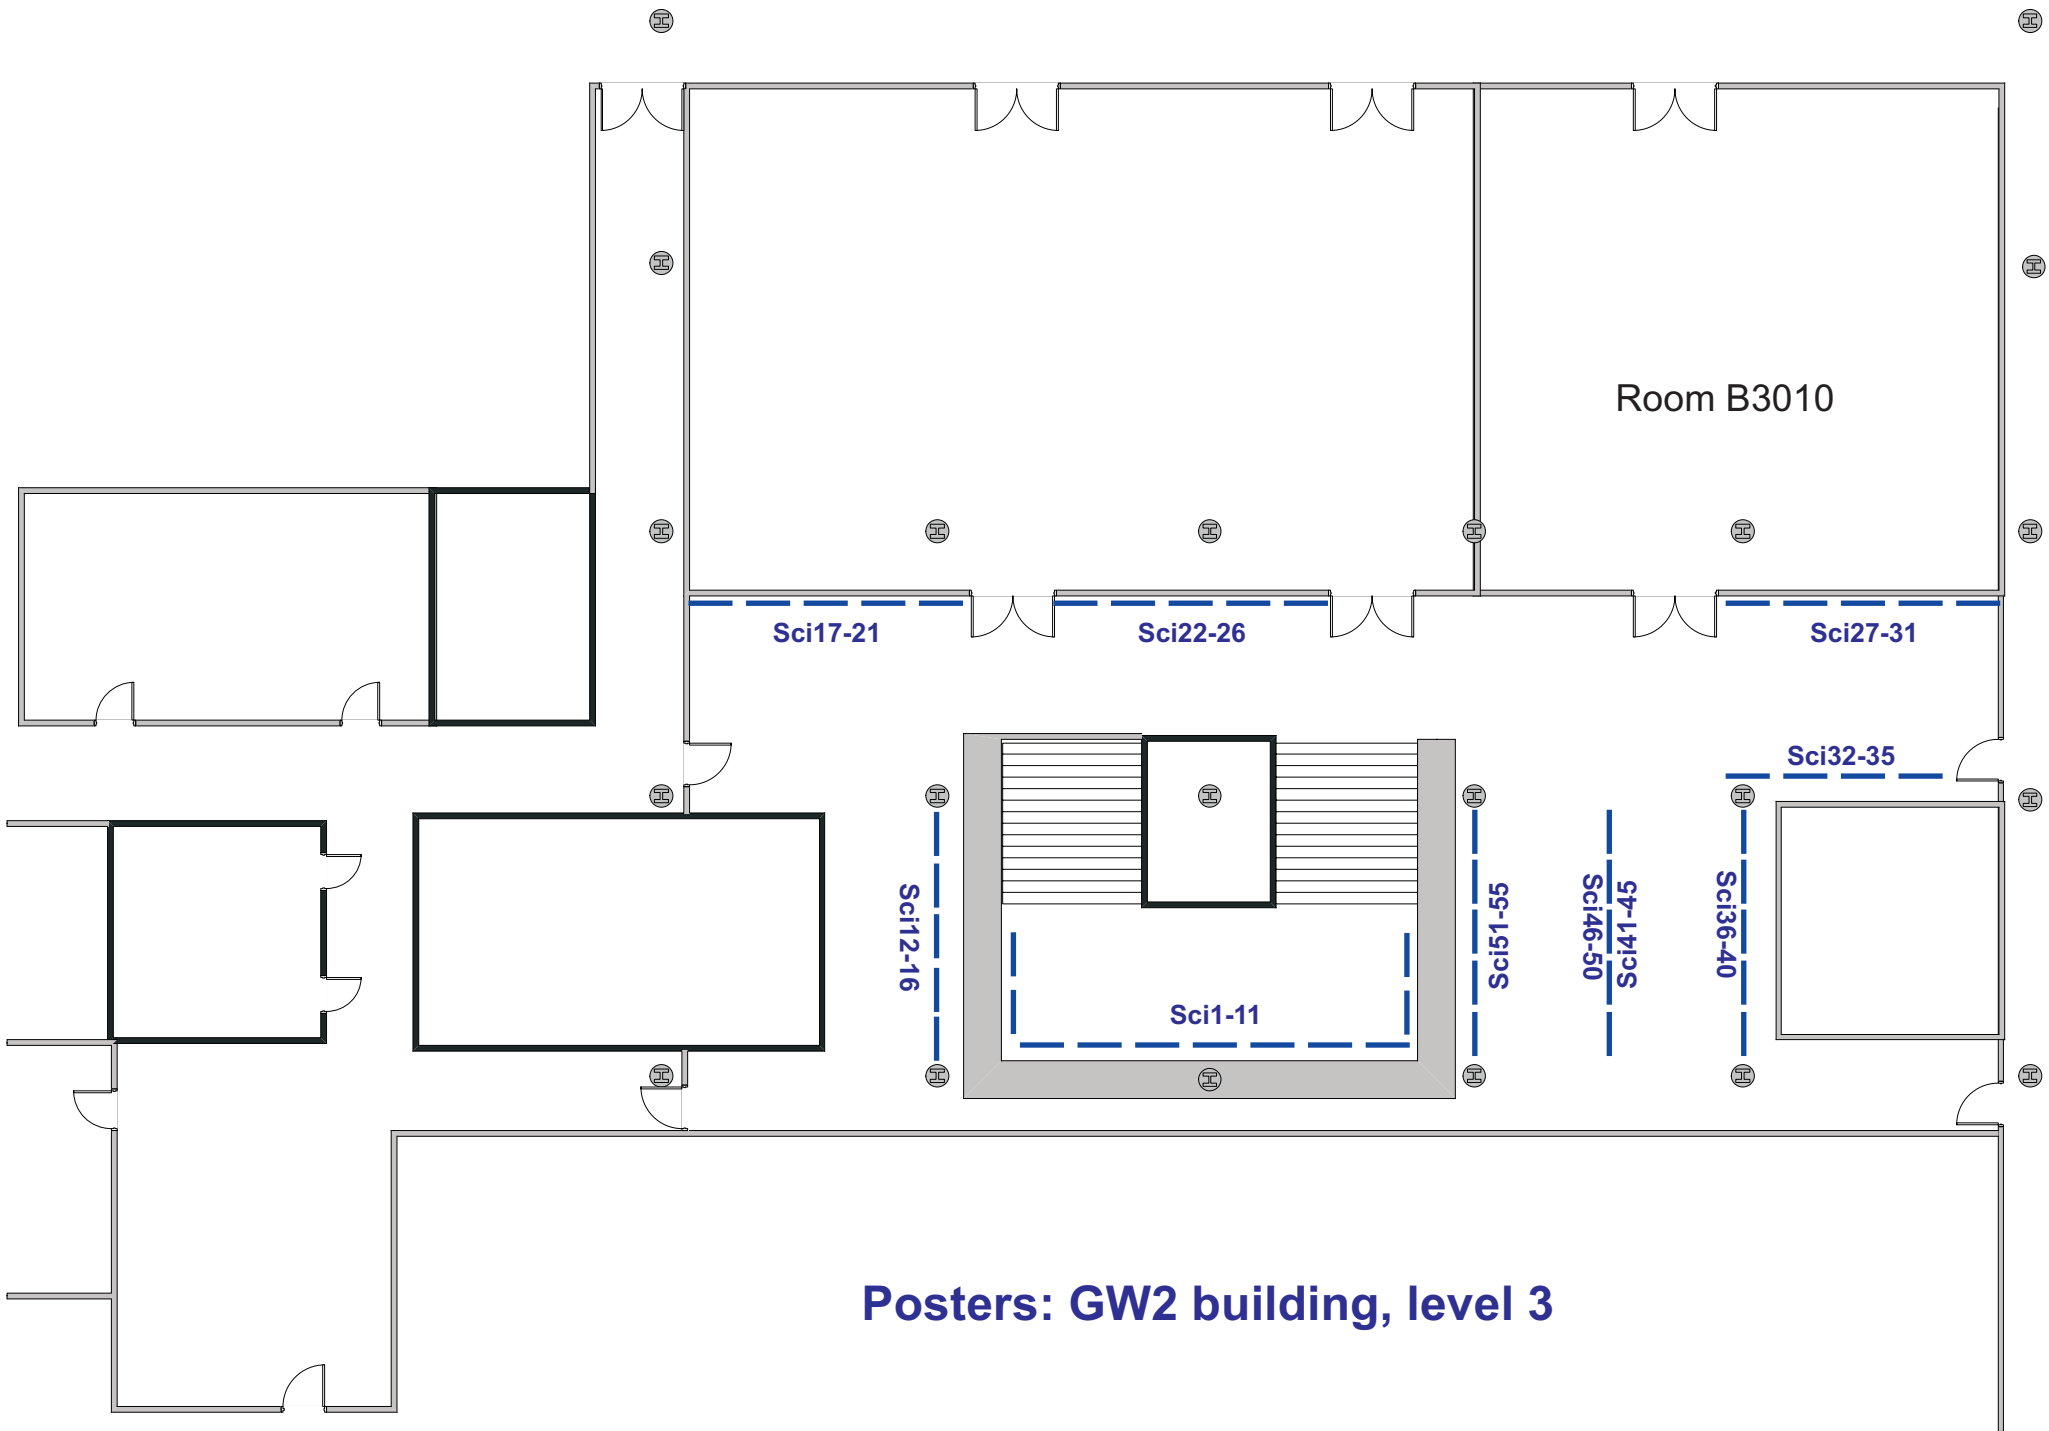 Room B3010
Sci17-21
Sci22-26
Sci27-31
Sci32-35
Sci12-16
Sci51-55
Sci46-50
Sci41-45
Sci36-40
Sci1-11
Posters: GW2 building, level 3